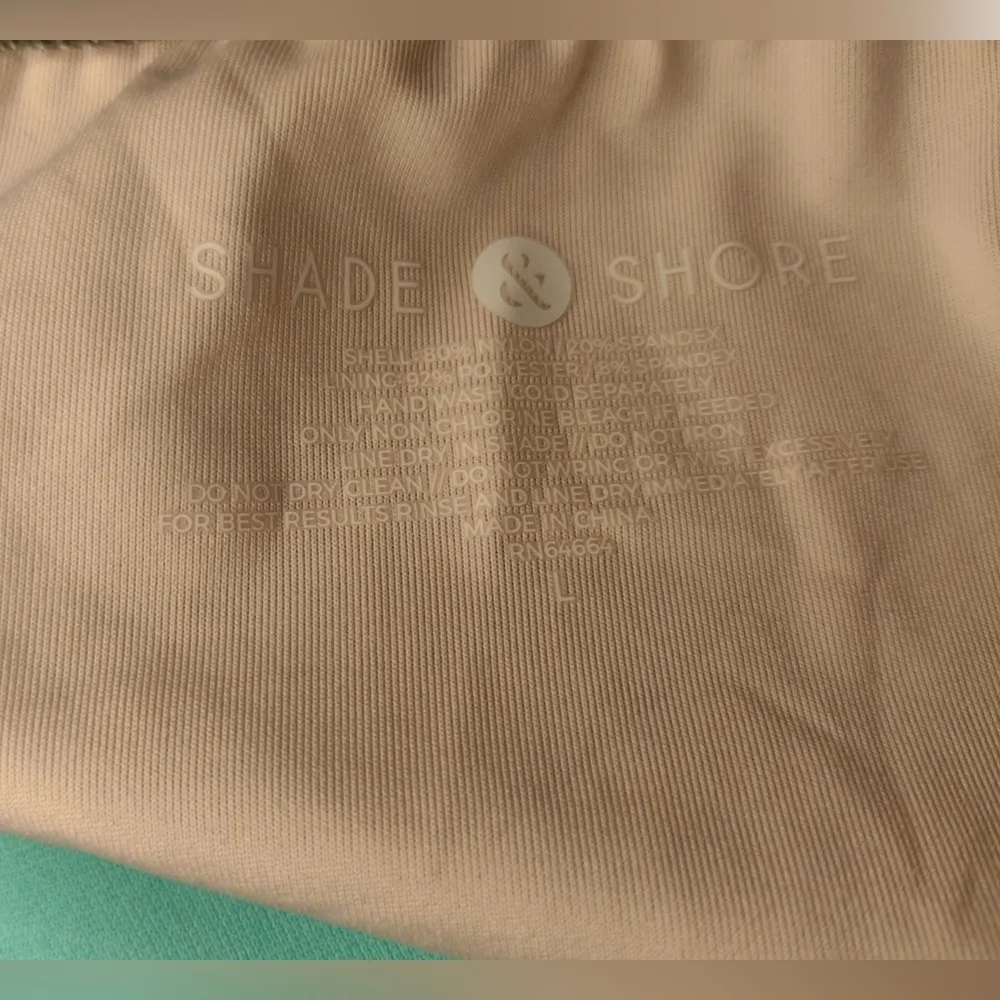 SHADE & SHORE
SHELL: 80% NYLON / 20% SPANDEX
LINING: 92% POLYESTER / 8% SPANDEX
HAND WASH COLD SEPARATELY
ONLY NON CHLORINE BLEACH IF NEEDED
LINE DRY IN SHADE // DO NOT IRON
DO NOT DRY CLEAN // DO NOT WRING OR TWIST EXCESSIVELY
FOR BEST RESULTS RINSE AND LINE DRY IMMEDIATELY AFTER USE
MADE IN CHINA
RN64664
L